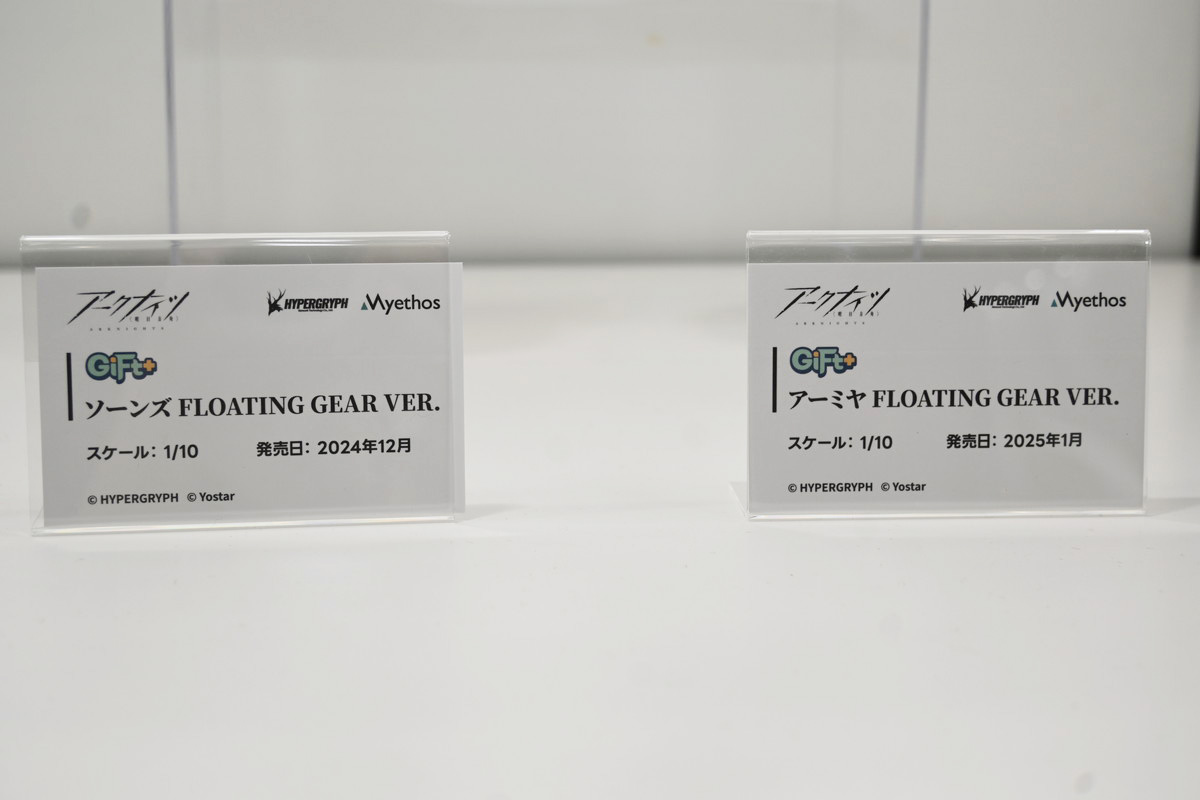 アークナイツ
HYPERGRYPH Myethos
ARKNIGHTS
GiFt+
ソーンズ FLOATING GEAR VER.
スケール: 1/10 発売日: 2024年12月
© HYPERGRYPH © Yostar
アークナイツ
HYPERGRYPH Myethos
ARKNIGHTS
GiFt+
アーミヤ FLOATING GEAR VER.
スケール: 1/10 発売日: 2025年1月
© HYPERGRYPH © Yostar